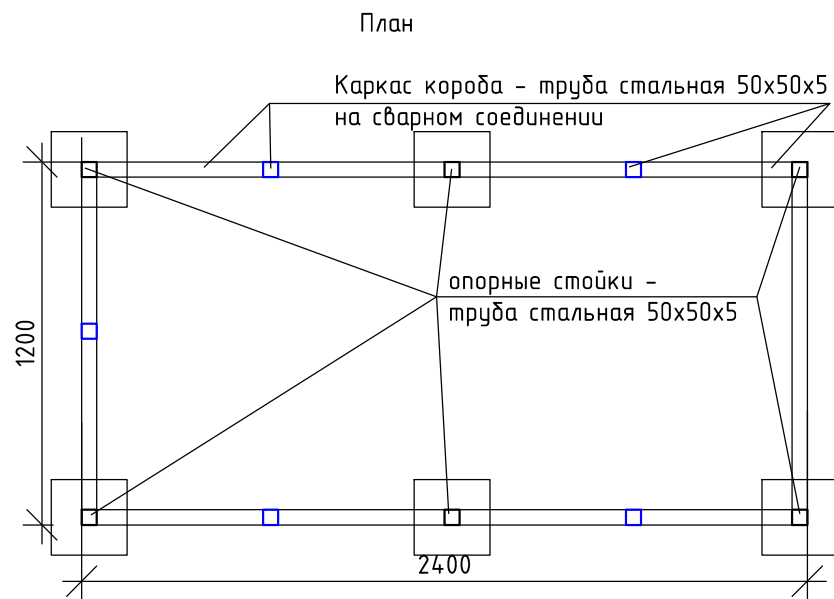 План
Каркас короба - труба стальная 50х50х5
на сварном соединении
опорные стойки -
труба стальная 50х50х5
1200
2400